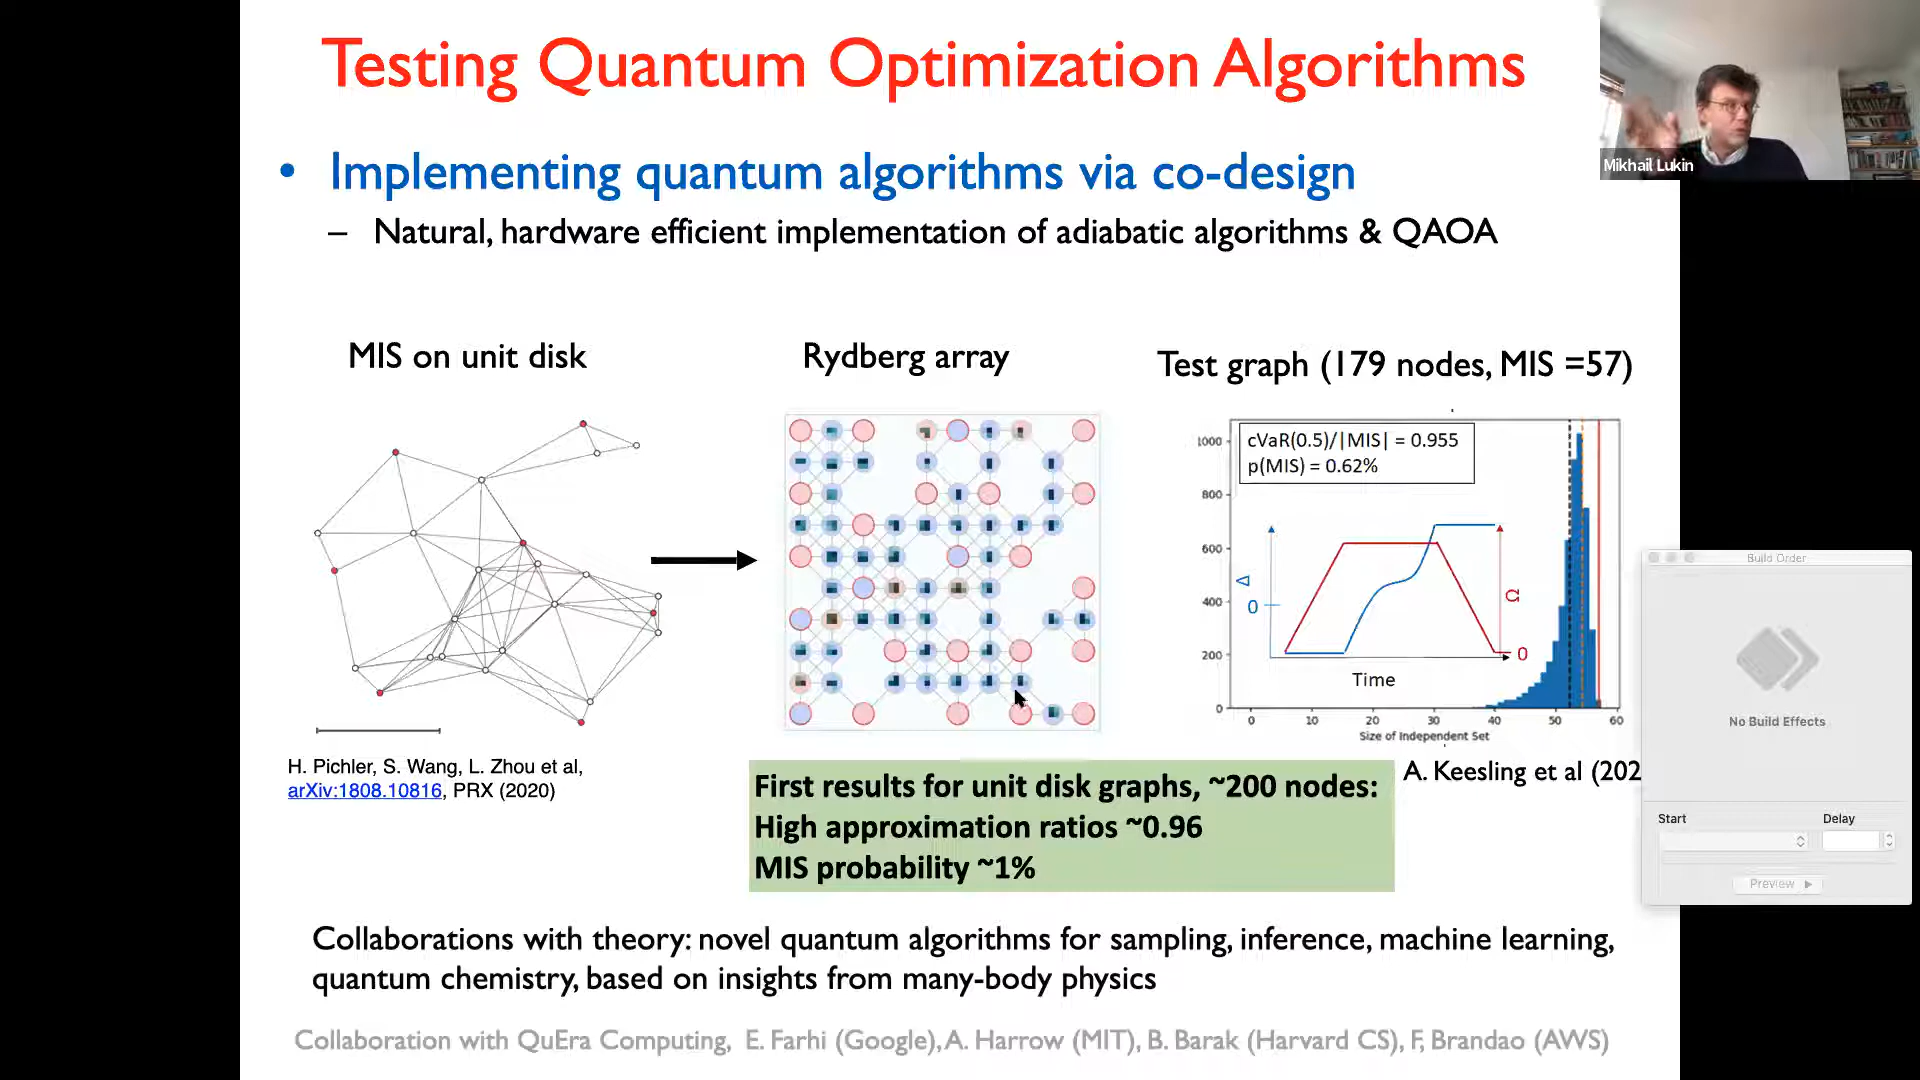 Testing Quantum Optimization Algorithms
Mikhail Lukin
• Implementing quantum algorithms via co-design
– Natural, hardware efficient implementation of adiabatic algorithms & QAOA
MIS on unit disk
Rydberg array
Test graph (179 nodes, MIS =57)
cVaR(0.5)/|MIS| = 0.955
p(MIS) = 0.62%
1000
800
600
400
200
0
Δ
0
Ω
0
Time
0 10 20 30 40 50 60
Size of Independent Set
H. Pichler, S. Wang, L. Zhou et al,
arXiv:1808.10816, PRX (2020)
A. Keesling et al (202
First results for unit disk graphs, ~200 nodes:
High approximation ratios ~0.96
MIS probability ~1%
Build Order
No Build Effects
Start
Delay
Preview
Collaborations with theory: novel quantum algorithms for sampling, inference, machine learning,
quantum chemistry, based on insights from many-body physics
Collaboration with QuEra Computing, E. Farhi (Google), A. Harrow (MIT), B. Barak (Harvard CS), F, Brandao (AWS)